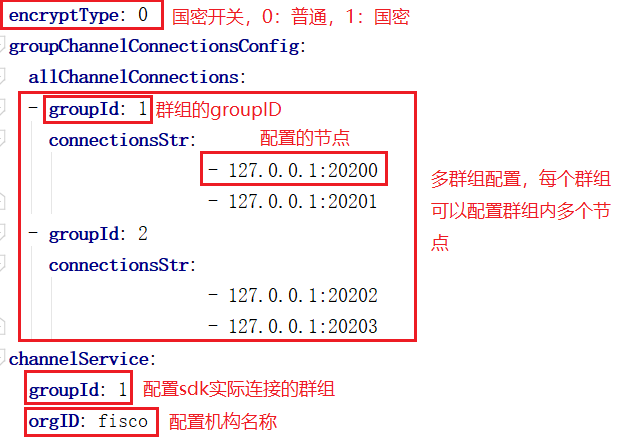 encryptType: 0 国密开关，0：普通，1：国密
groupChannelConnectionsConfig:
allChannelConnections:
- groupId: 1 群组的groupID
connectionsStr: 配置的节点
- 127.0.0.1:20200
- 127.0.0.1:20201
多群组配置，每个群组
可以配置群组内多个节
点
- groupId: 2
connectionsStr:
- 127.0.0.1:20202
- 127.0.0.1:20203
channelService:
groupId: 1 配置sdk实际连接的群组
orgID: fisco 配置机构名称